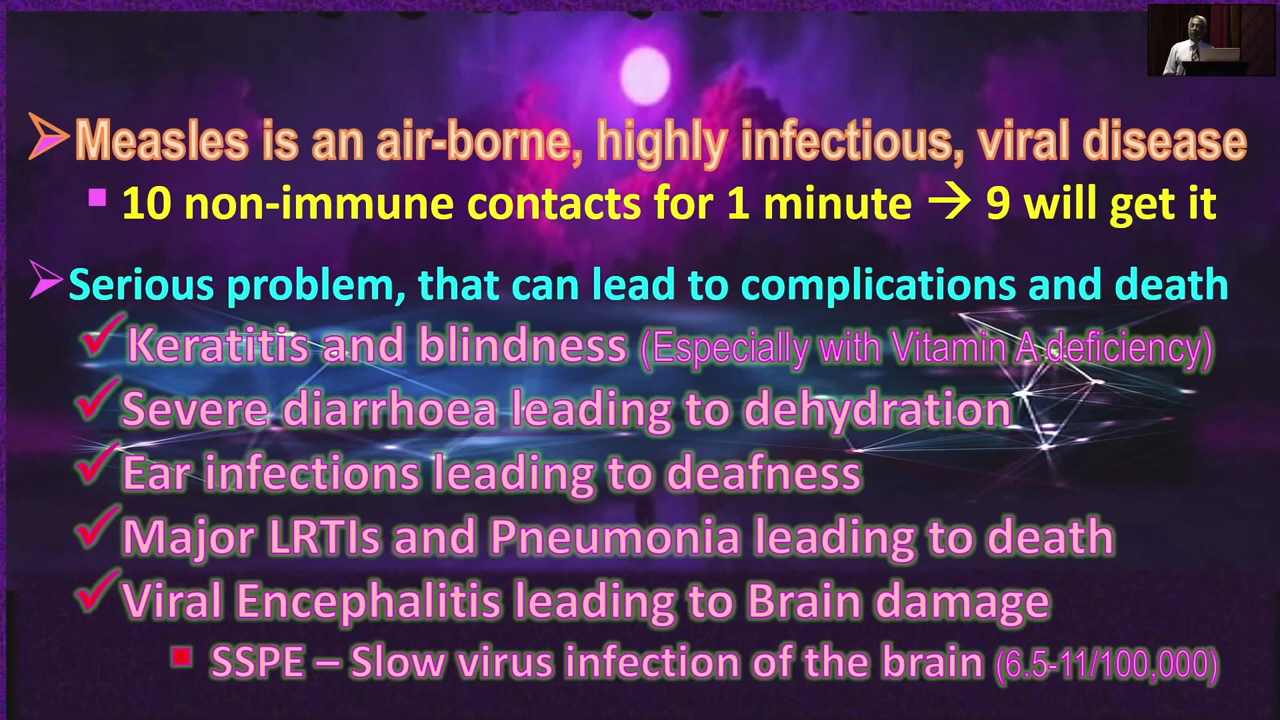 Measles is an air-borne, highly infectious, viral disease
10 non-immune contacts for 1 minute → 9 will get it
Serious problem, that can lead to complications and death
Keratitis and blindness (Especially with Vitamin A deficiency)
Severe diarrhoea leading to dehydration
Ear infections leading to deafness
Major LRTIs and Pneumonia leading to death
Viral Encephalitis leading to Brain damage
SSPE – Slow virus infection of the brain (6.5-11/100,000)